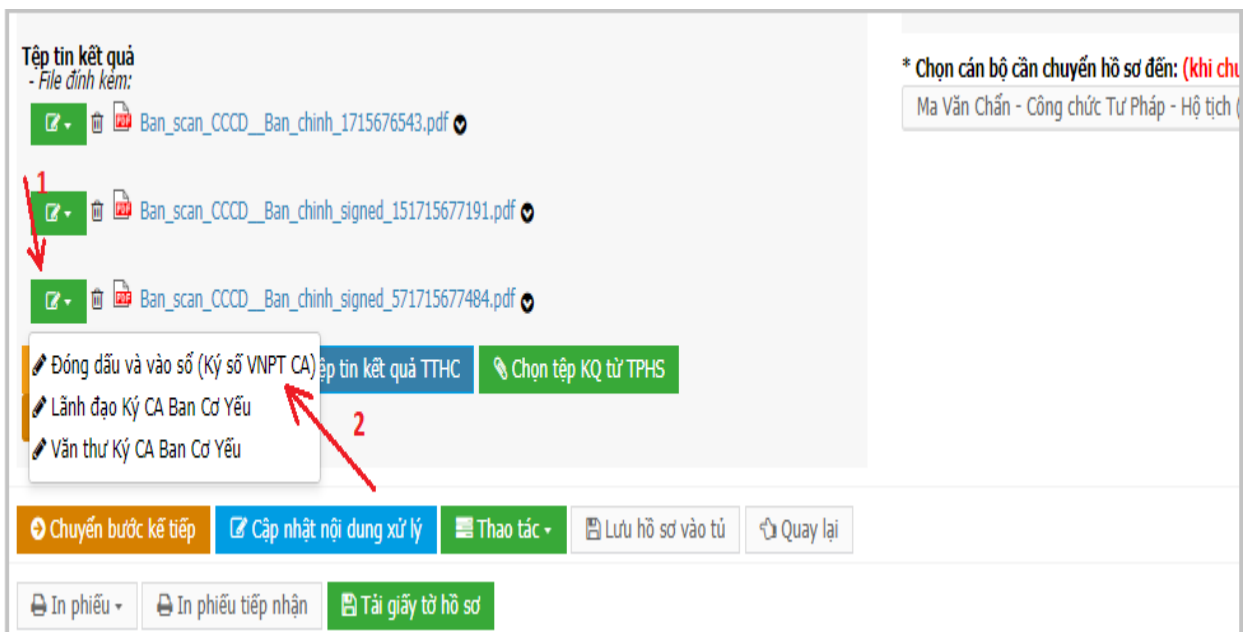 Tệp tin kết quả
- File đính kèm:
Ban_scan_CCCD__Ban_chinh_1715676543.pdf
1
Ban_scan_CCCD__Ban_chinh_signed_151715677191.pdf
Ban_scan_CCCD__Ban_chinh_signed_571715677484.pdf
Đóng dấu và vào số (Ký số VNPT CA)
ệp tin kết quả TTHC
Chọn tệp KQ từ TPHS
Lãnh đạo Ký CA Ban Cơ Yếu
2
Văn thư Ký CA Ban Cơ Yếu
* Chọn cán bộ cần chuyển hồ sơ đến: (khi
Ma Văn Chẩn - Công chức Tư Pháp - Hộ tịch (
Chuyển bước kế tiếp
Cập nhật nội dung xử lý
Thao tác
Lưu hồ sơ vào tủ
Quay lại
In phiếu
In phiếu tiếp nhận
Tải giấy tờ hồ sơ